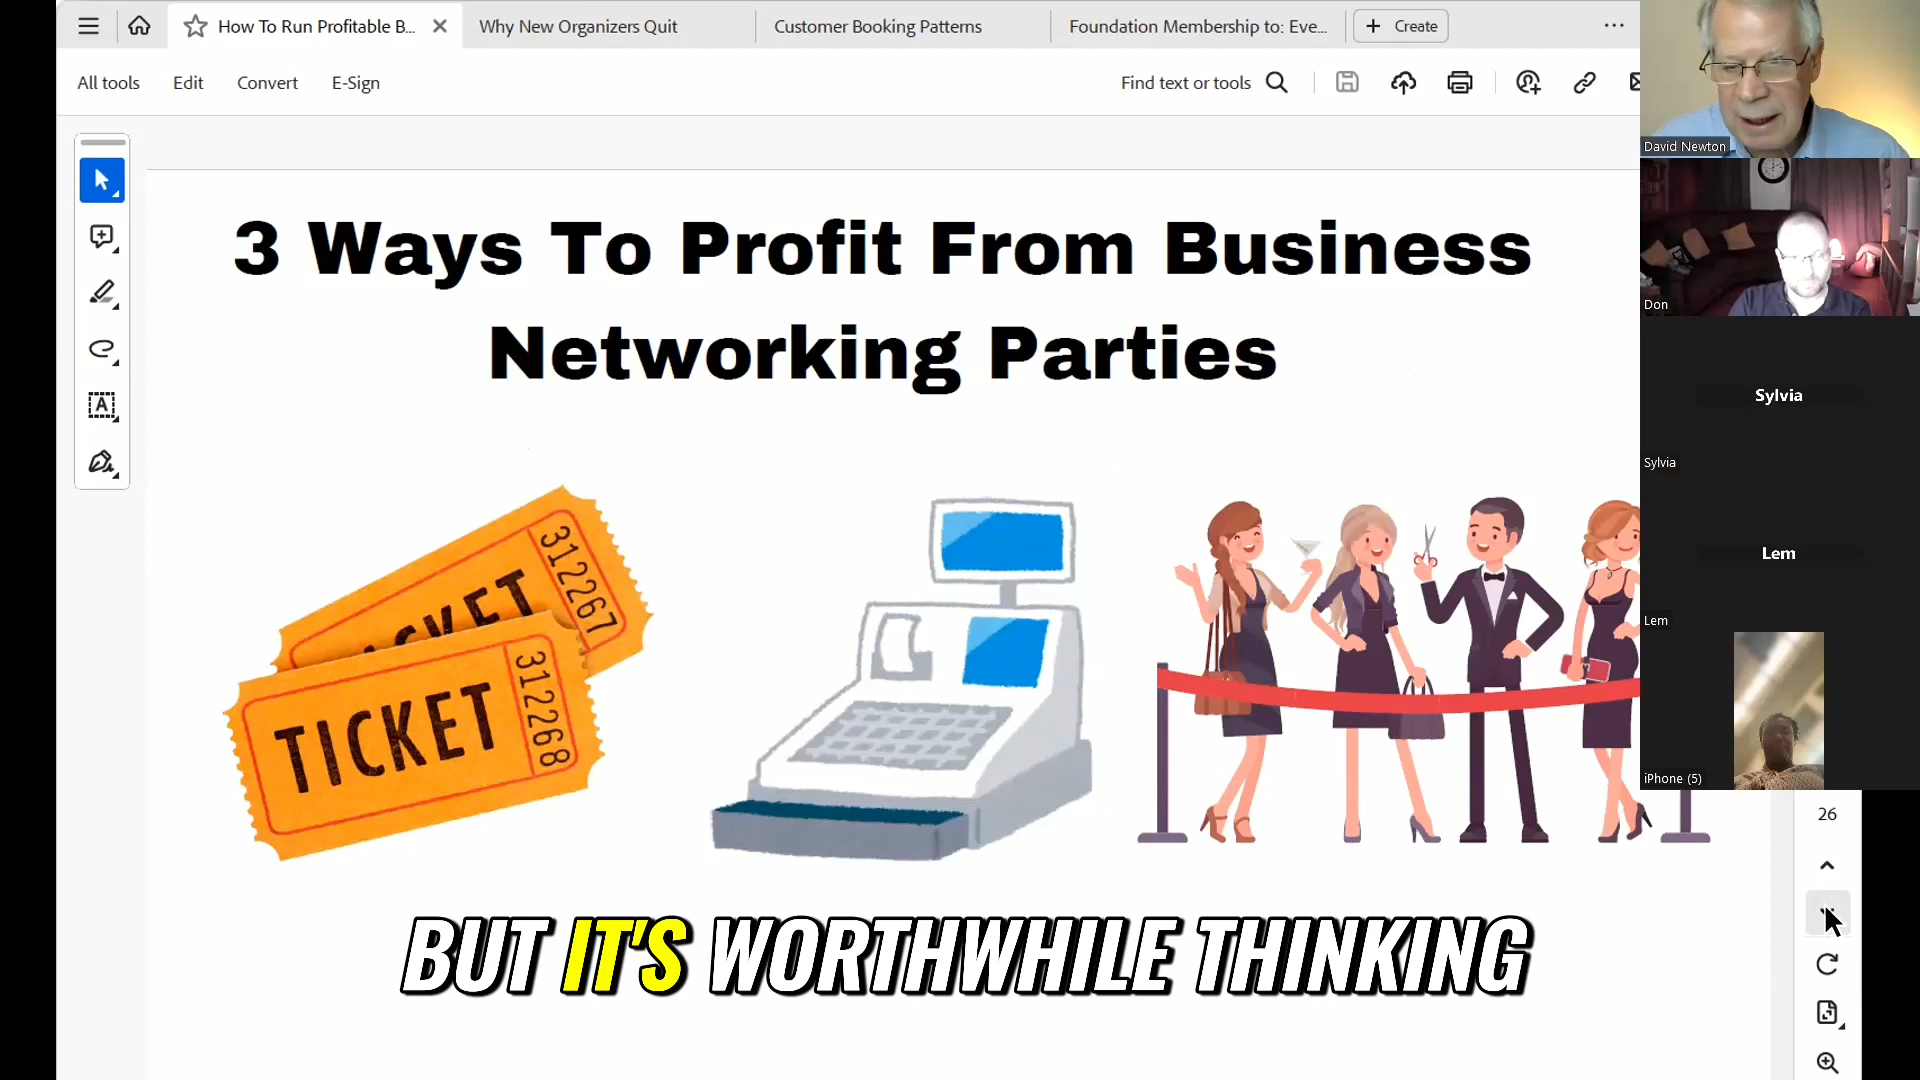 How To Run Profitable B...
Why New Organizers Quit
Customer Booking Patterns
Foundation Membership to: Eve...
Create
All tools
Edit
Convert
E-Sign
Find text or tools
David Newton
3 Ways To Profit From Business
Networking Parties
Don
Sylvia
Sylvia
Lem
Lem
iPhone (5)
TICKET 312267
TICKET 312268
26
BUT IT'S WORTHWHILE THINKING